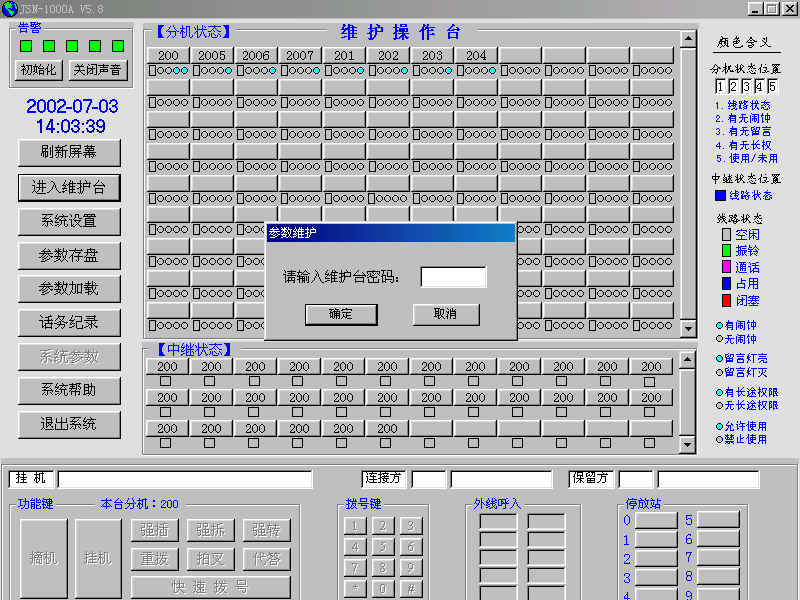 JSN-1000A V5.8
告警
初始化 关闭声音
2002-07-03
14:03:39
刷新屏幕
进入维护台
系统设置
参数存盘
参数加载
话务纪录
系统参数
系统帮助
退出系统
【分机状态】 维护操作台
200 2005 2006 2007 201 202 203 204
参数维护
请输入维护台密码:
确定 取消
【中继状态】
200 200 200 200 200 200 200 200 200 200 200 200
200 200 200 200 200 200 200 200 200 200 200 200
200 200 200 200 200 200
颜色含义
分机状态位置
1 2 3 4 5
1.线路状态
2.有无闹钟
3.有无留言
4.有无长权
5.使用/未用
中继状态位置
线路状态
线路状态
空闲
振铃
通话
占用
闭塞
有闹钟
无闹钟
留言灯亮
留言灯灭
有长途权限
无长途权限
允许使用
禁止使用
挂 机 连接方 保留方
功能键 本台分机:200
摘机 挂机
强插 强拆 强转
重拨 拍叉 代答
快 速 拨 号
拨号键
1 2 3
4 5 6
7 8 9
* 0 #
外线呼入
停放站
0 5
1 6
2 7
3 8
4 9